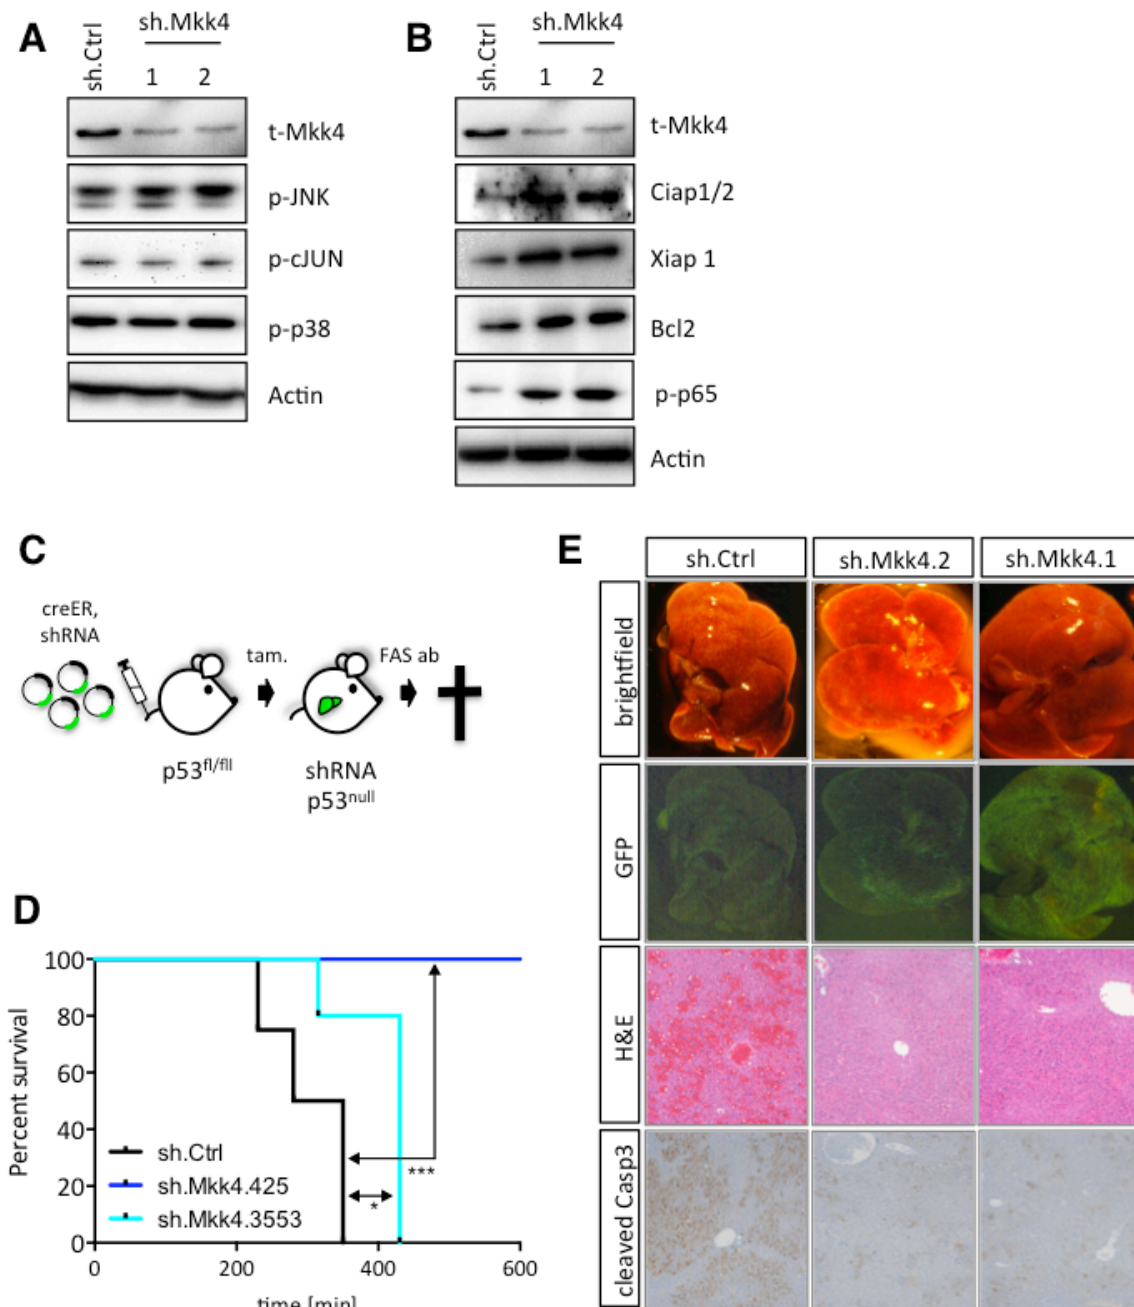 A
sh.Ctrl
sh.Mkk4
1 2
t-Mkk4
p-JNK
p-cJUN
p-p38
Actin
B
sh.Ctrl
sh.Mkk4
1 2
t-Mkk4
Ciap1/2
Xiap 1
Bcl2
p-p65
Actin
C
creER,
shRNA
tam.
FAS ab
p53fl/fll
shRNA
p53null
D
Percent survival
100
80
60
40
20
0
sh.Ctrl
sh.Mkk4.425
sh.Mkk4.3553
***
*
0 200 400 600
time [min]
E
sh.Ctrl sh.Mkk4.2 sh.Mkk4.1
brightfield
GFP
H&E
cleaved Casp3